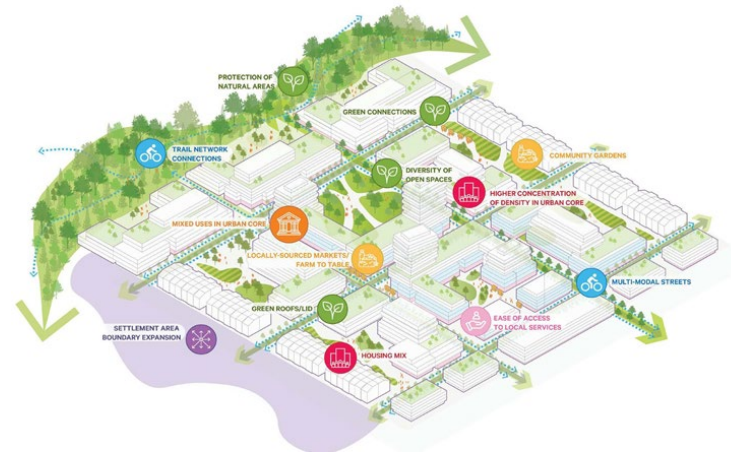 PROTECTION OF
NATURAL AREAS
GREEN CONNECTIONS
TRAIL NETWORK
CONNECTIONS
COMMUNITY GARDENS
DIVERSITY OF
OPEN SPACES
HIGHER CONCENTRATION
OF DENSITY IN URBAN CORE
MIXED USES IN URBAN CORE
LOCALLY-SOURCED MARKETS/
FARM TO TABLE
MULTI-MODAL STREETS
GREEN ROOFS/LID
EASE OF ACCESS
TO LOCAL SERVICES
SETTLEMENT AREA
BOUNDARY EXPANSION
HOUSING MIX